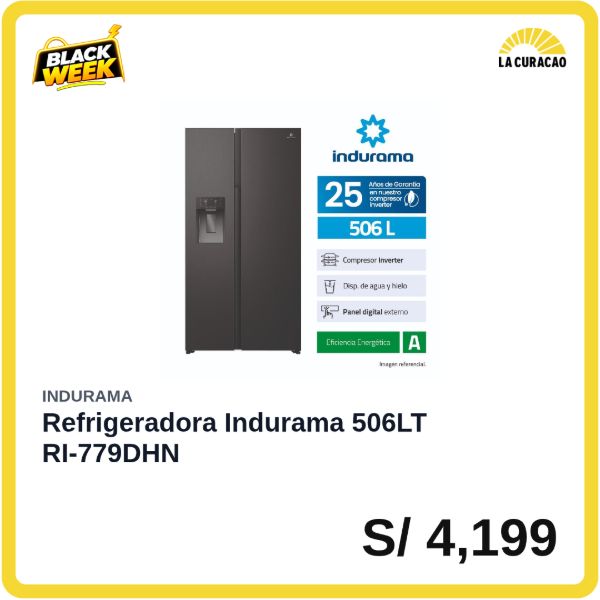 BLACK
WEEK
LA CURACAO
indurama
25 Años de Garantía
en nuestro
compresor
inverter
506 L
Compresor Inverter
Disp. de agua y hielo
Panel digital externo
Eficiencia Energética A
Imagen referencial.
INDURAMA
Refrigeradora Indurama 506LT
RI-779DHN
S/ 4,199